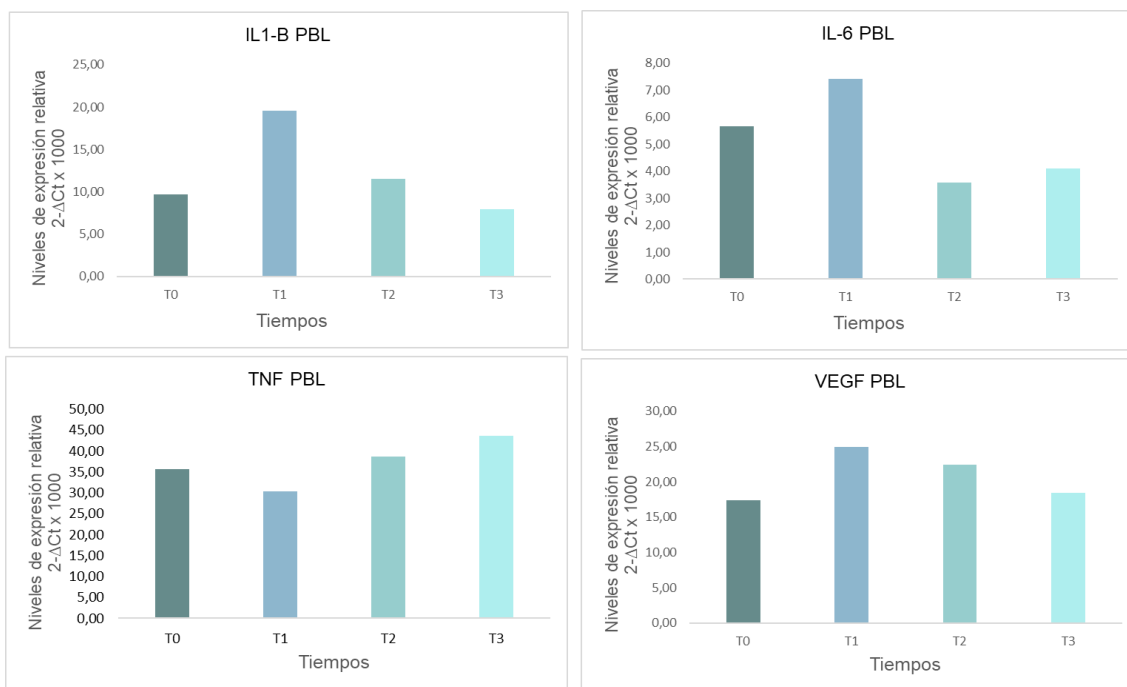 IL1-B PBL
Niveles de expresión relativa
2-ΔCt x 1000
25,00
20,00
15,00
10,00
5,00
0,00
T0 T1 T2 T3
Tiempos
IL-6 PBL
Niveles de expresión relativa
2-ΔCt x 1000
8,00
7,00
6,00
5,00
4,00
3,00
2,00
1,00
0,00
T0 T1 T2 T3
Tiempos
TNF PBL
Niveles de expresión relativa
2-ΔCt x 1000
50,00
45,00
40,00
35,00
30,00
25,00
20,00
15,00
10,00
5,00
0,00
T0 T1 T2 T3
Tiempos
VEGF PBL
Niveles de expresión relativa
2-ΔCt x 1000
30,00
25,00
20,00
15,00
10,00
5,00
0,00
T0 T1 T2 T3
Tiempos